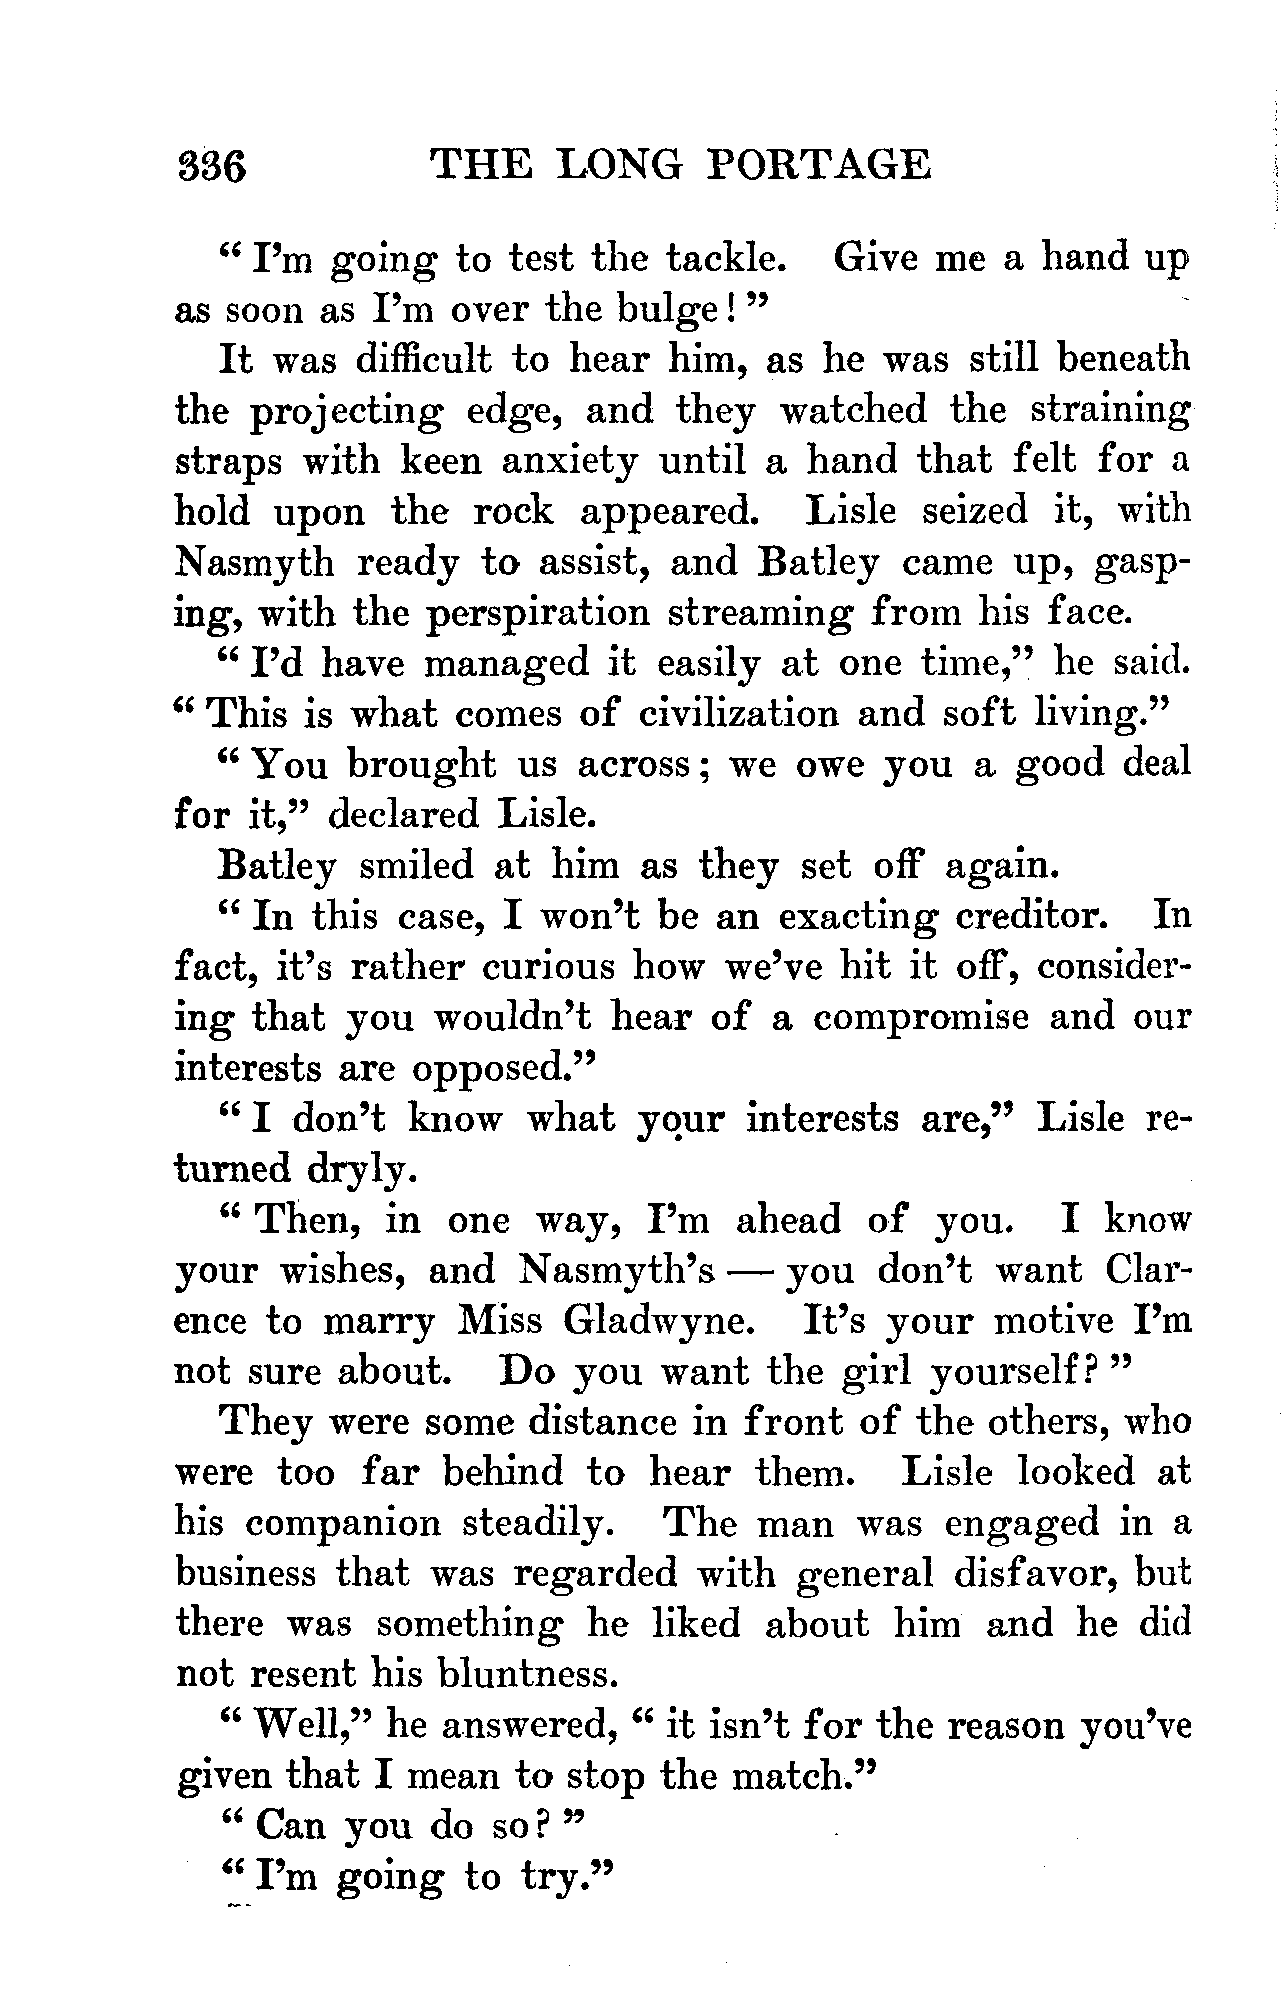 336 THE LONG PORTAGE
“ I’m going to test the tackle. Give me a hand up
as soon as I’m over the bulge! ”
It was difficult to hear him, as he was still beneath
the projecting edge, and they watched the straining
straps with keen anxiety until a hand that felt for a
hold upon the rock appeared. Lisle seized it, with
Nasmyth ready to assist, and Batley came up, gasp-
ing, with the perspiration streaming from his face.
“ I’d have managed it easily at one time,” he said.
“ This is what comes of civilization and soft living.”
“ You brought us across; we owe you a good deal
for it,” declared Lisle.
Batley smiled at him as they set off again.
“ In this case, I won’t be an exacting creditor. In
fact, it’s rather curious how we’ve hit it off, consider-
ing that you wouldn’t hear of a compromise and our
interests are opposed.”
“ I don’t know what your interests are,” Lisle re-
turned dryly.
“ Then, in one way, I’m ahead of you. I know
your wishes, and Nasmyth’s — you don’t want Clar-
ence to marry Miss Gladwyne. It’s your motive I’m
not sure about. Do you want the girl yourself? ”
They were some distance in front of the others, who
were too far behind to hear them. Lisle looked at
his companion steadily. The man was engaged in a
business that was regarded with general disfavor, but
there was something he liked about him and he did
not resent his bluntness.
“ Well,” he answered, “ it isn’t for the reason you’ve
given that I mean to stop the match.”
“ Can you do so? ”
“ I’m going to try.”